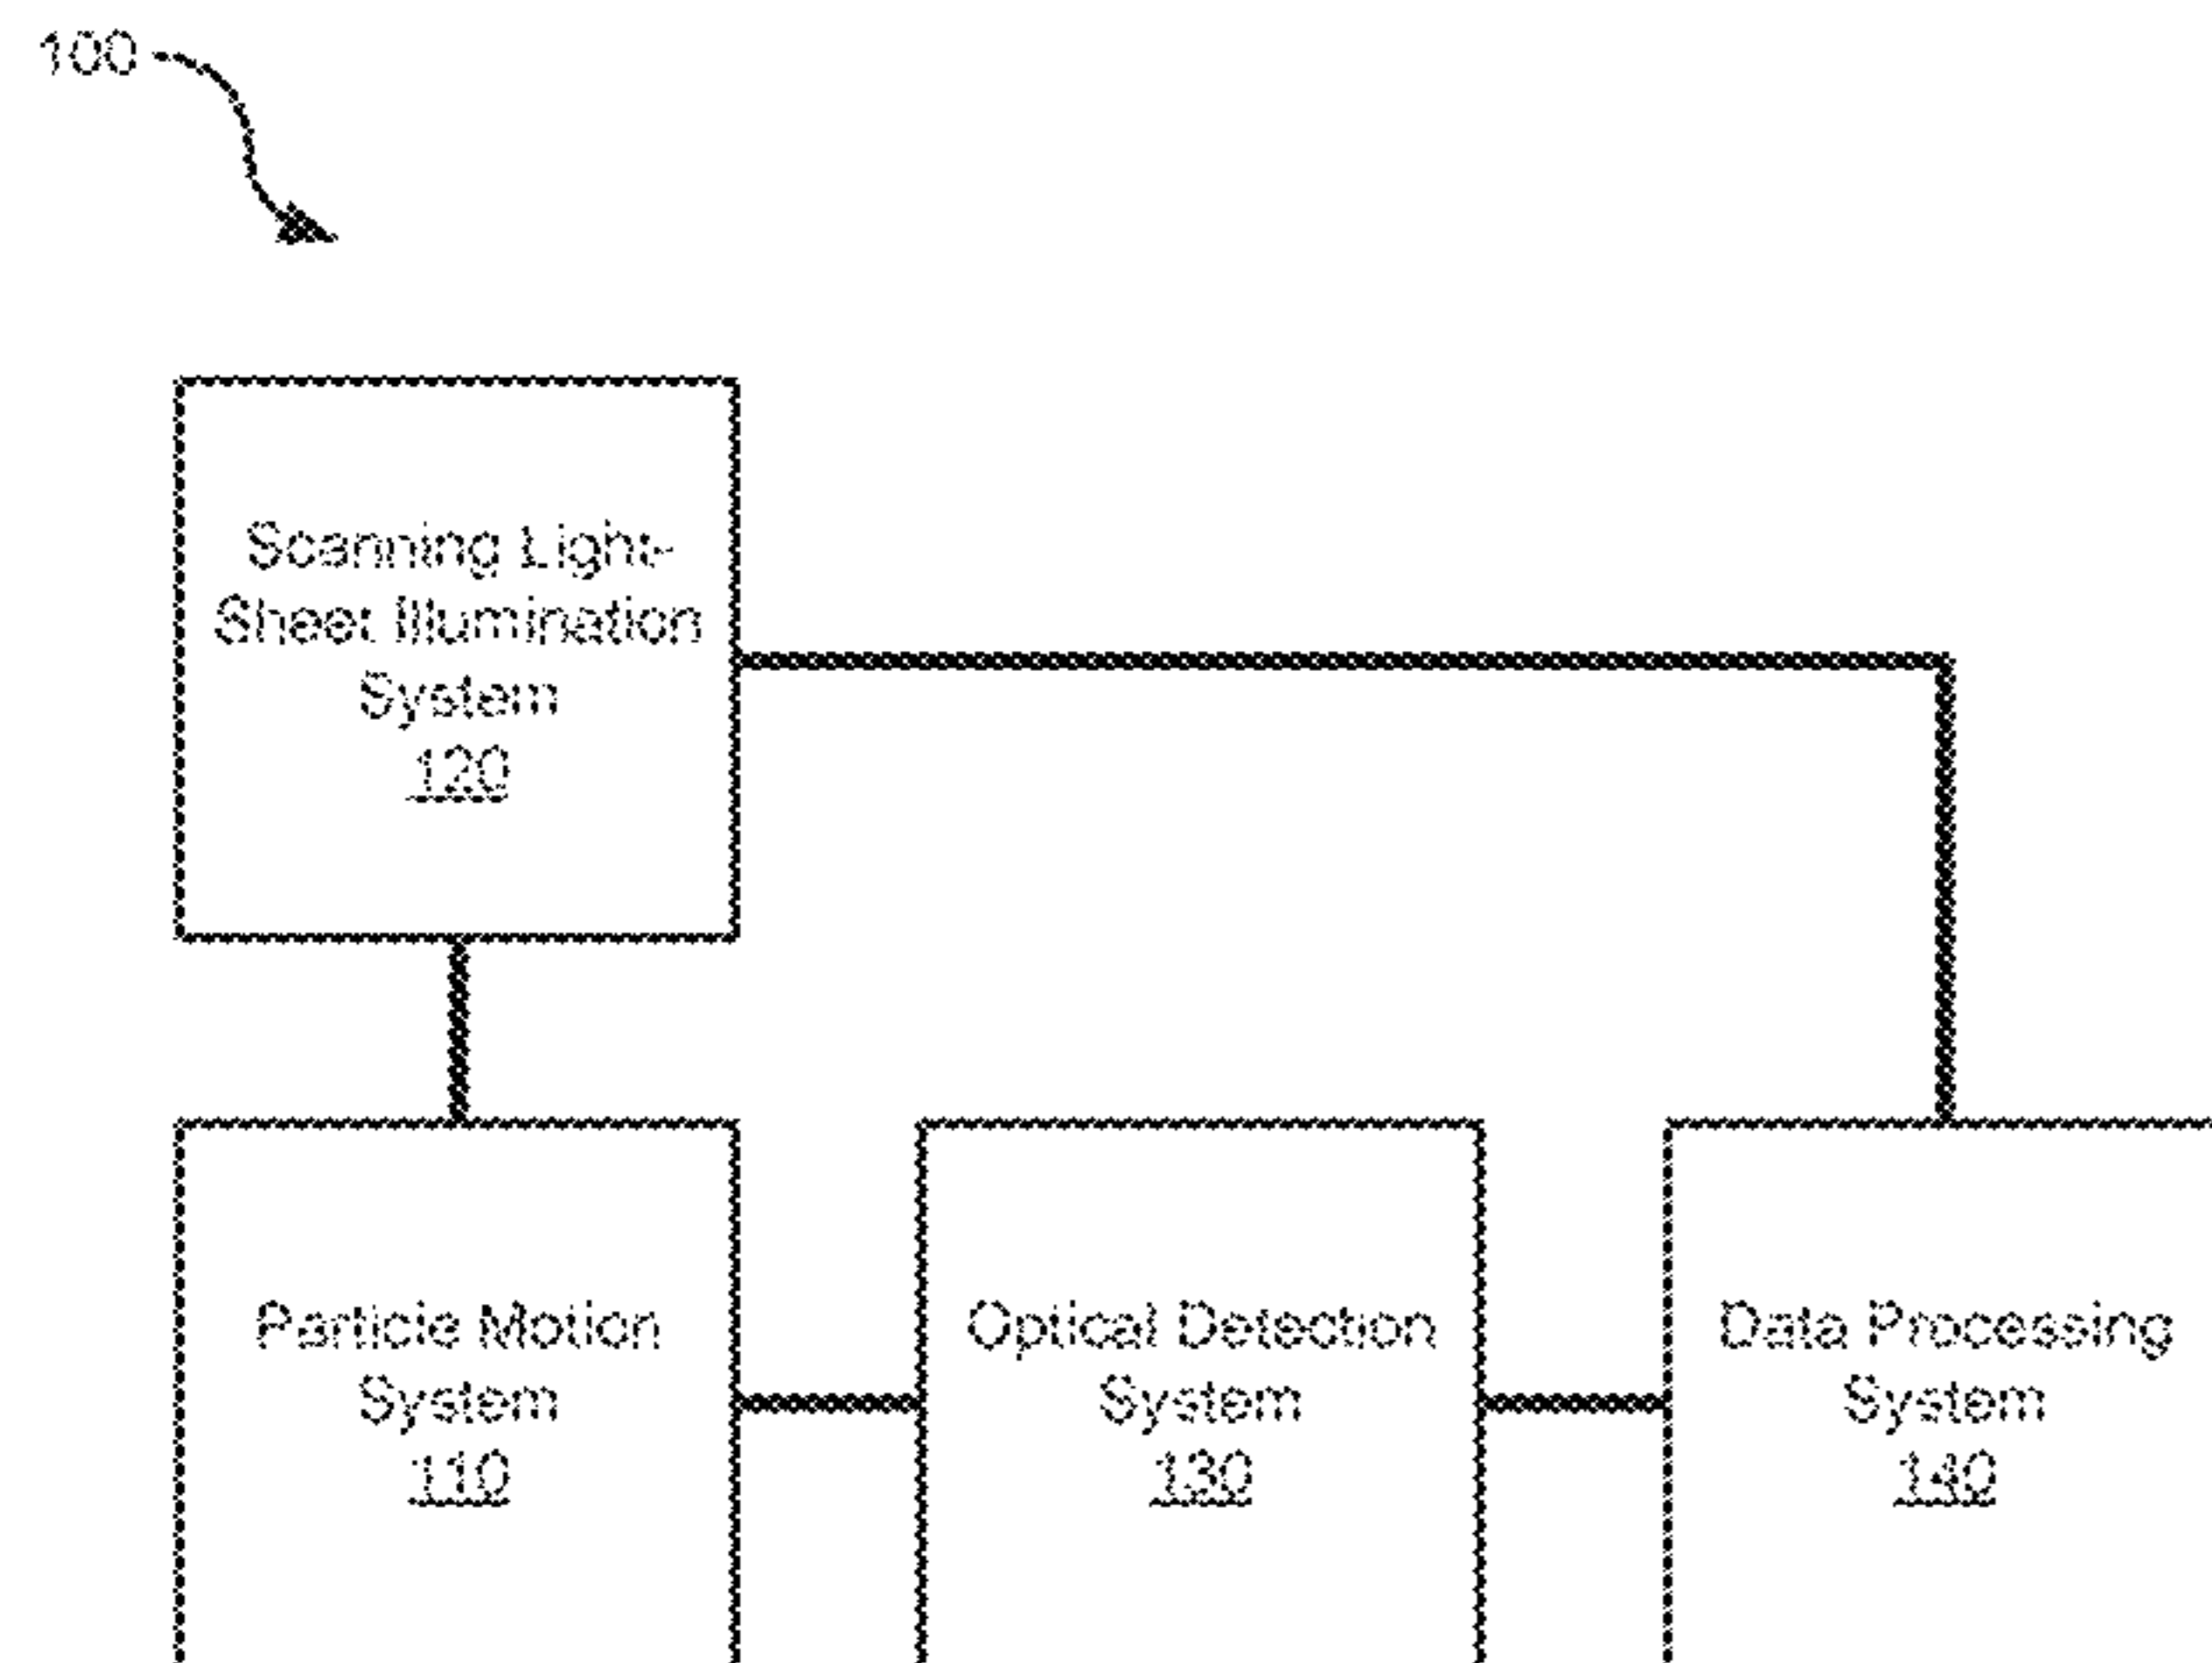 100
Scanning Light-
Sheet Illumination
System
120
Particle Motion
System
110
Optical Detection
System
130
Data Processing
System
140